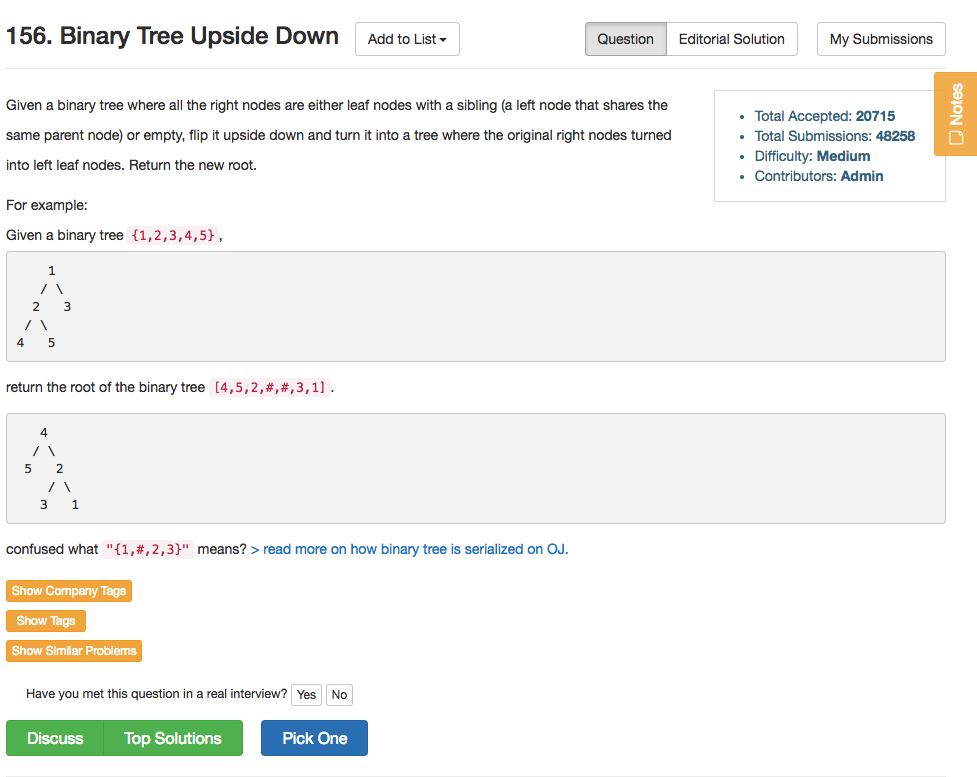 156. Binary Tree Upside Down
Add to List
Question
Editorial Solution
My Submissions
Notes
Given a binary tree where all the right nodes are either leaf nodes with a sibling (a left node that shares the
same parent node) or empty, flip it upside down and turn it into a tree where the original right nodes turned
into left leaf nodes. Return the new root.
Total Accepted: 20715
Total Submissions: 48258
Difficulty: Medium
Contributors: Admin
For example:
Given a binary tree {1,2,3,4,5},
1
/ \
2 3
/ \
4 5
return the root of the binary tree [4,5,2,#,#,3,1].
4
/ \
5 2
/ \
3 1
confused what "{1,#,2,3}" means? > read more on how binary tree is serialized on OJ.
Show Company Tags
Show Tags
Show Similar Problems
Have you met this question in a real interview? Yes No
Discuss
Top Solutions
Pick One